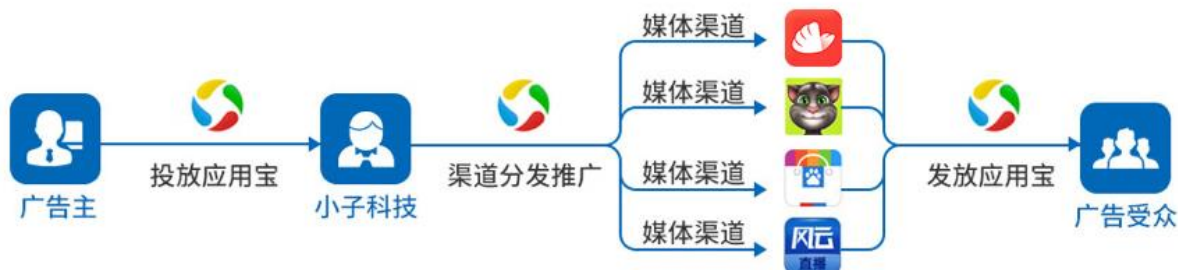 广告主
投放应用宝
小子科技
渠道分发推广
媒体渠道
媒体渠道
媒体渠道
媒体渠道
风云
直播
发放应用宝
广告受众